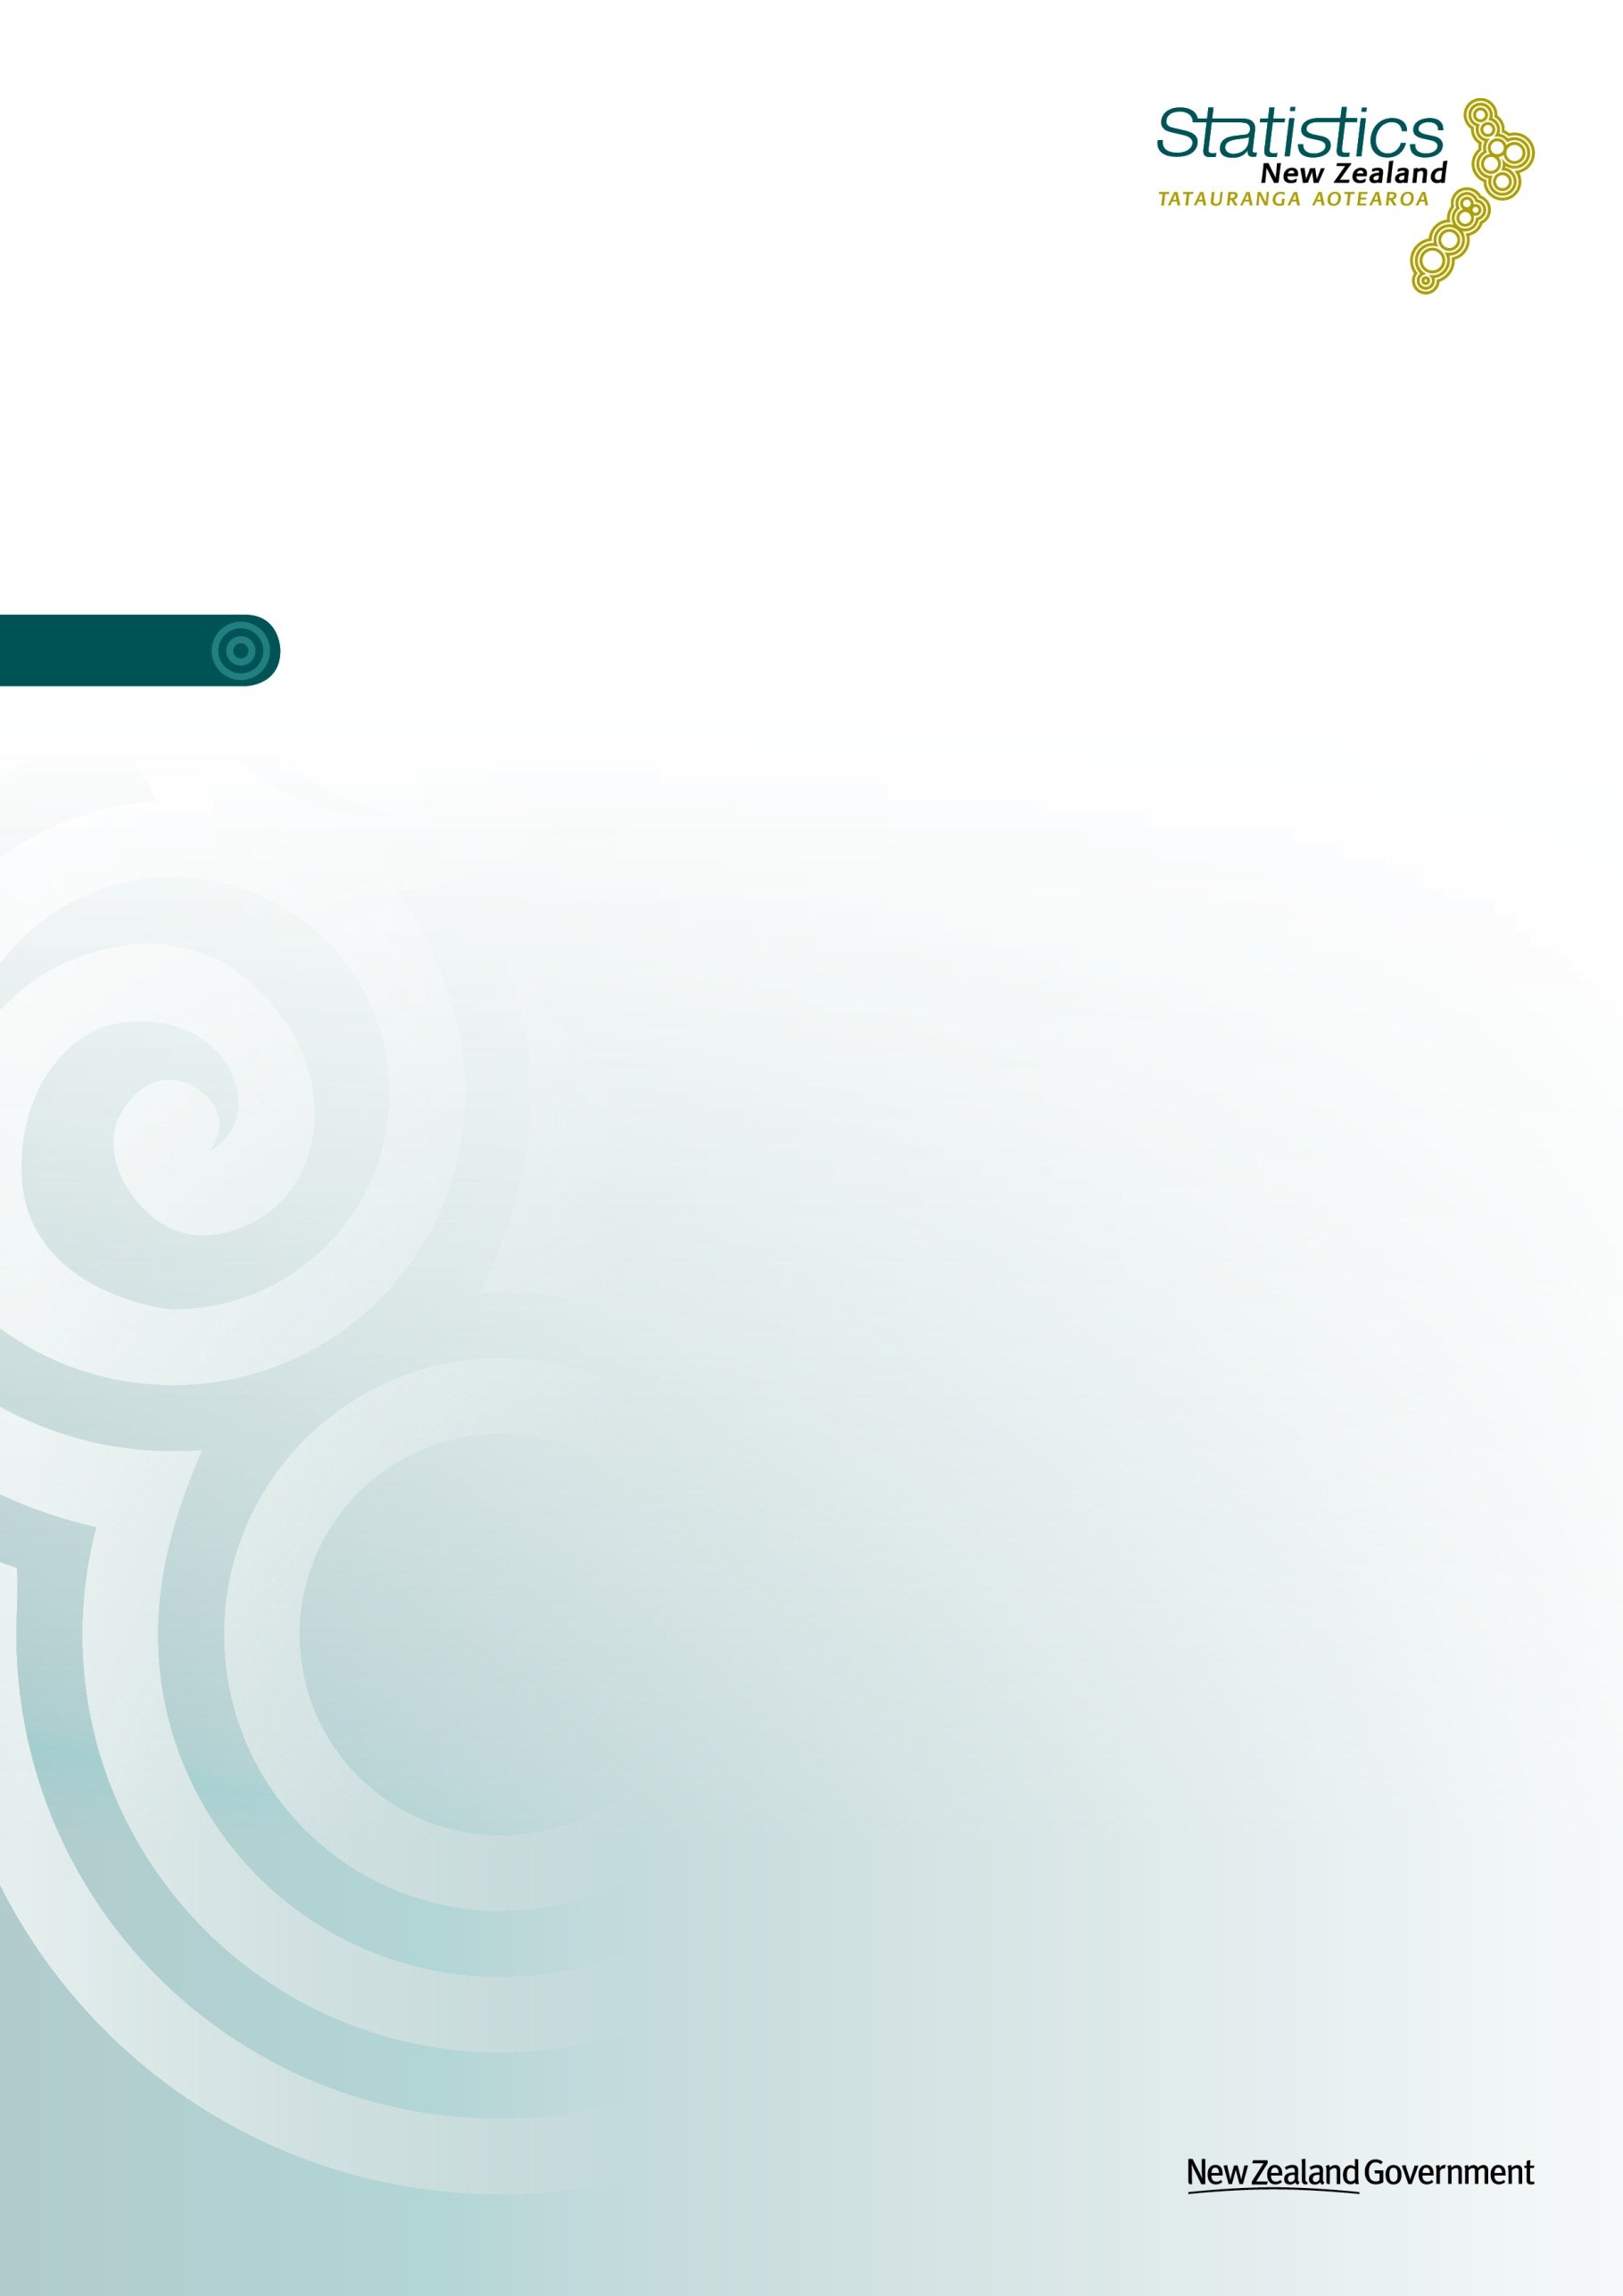 Statistics
New Zealand
TATAURANGA AOTEAROA
New Zealand Government